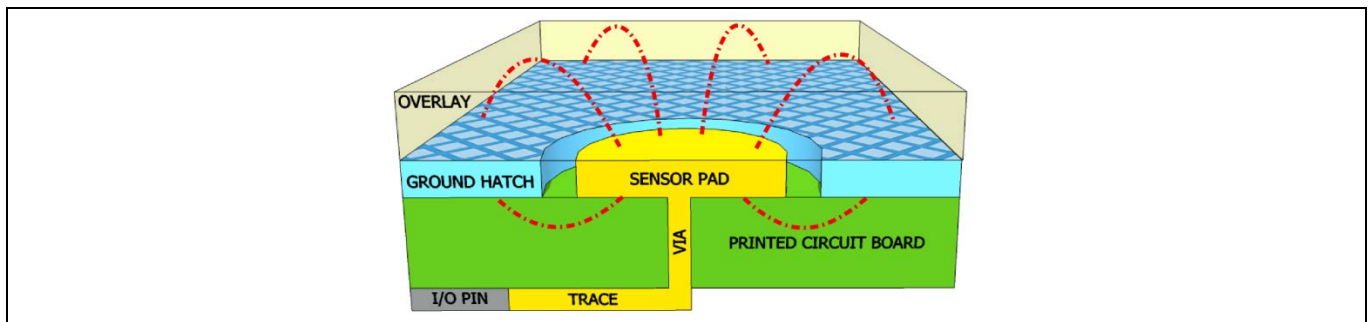 OVERLAY
GROUND HATCH
SENSOR PAD
VIA
PRINTED CIRCUIT BOARD
I/O PIN
TRACE